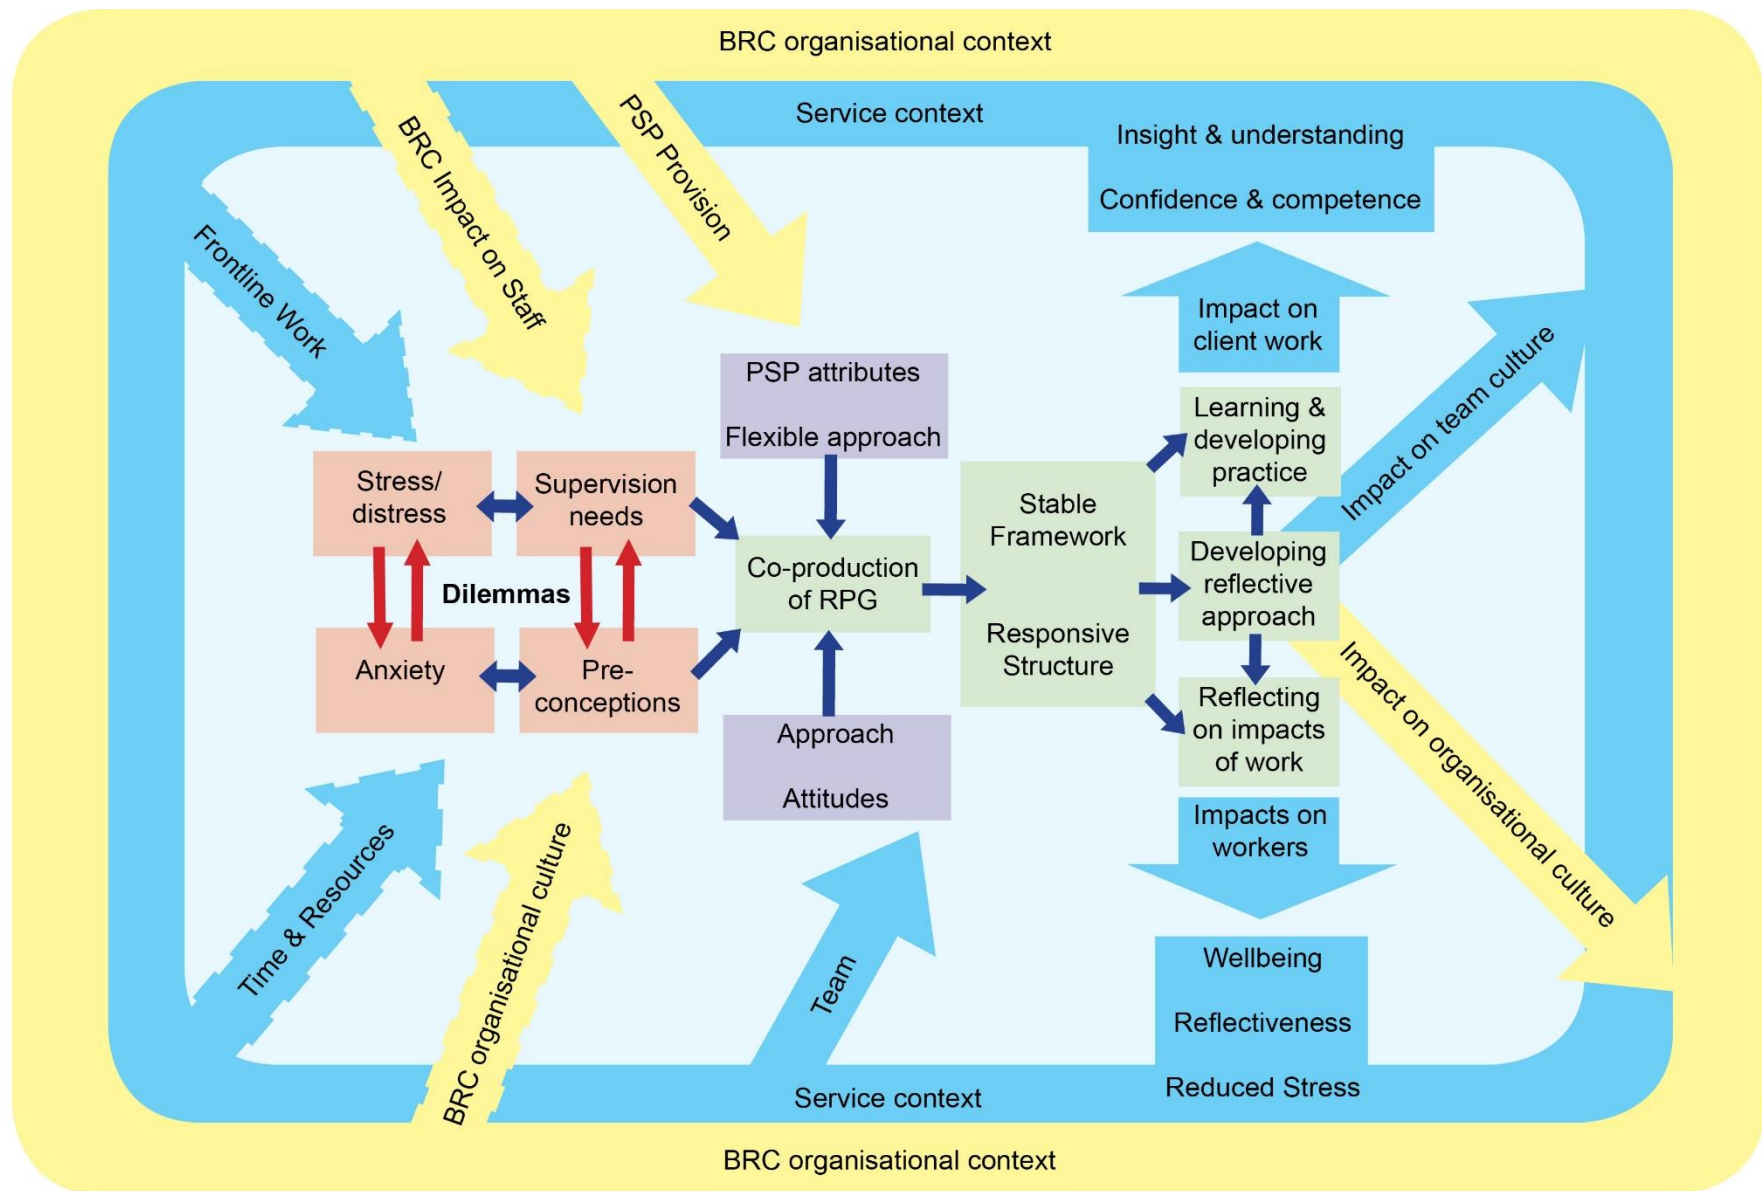 BRC organisational context
Service context
BRC Impact on Staff
PSP Provision
Insight & understanding
Confidence & competence
Frontline Work
Impact on
client work
Impact on team culture
PSP attributes
Flexible approach
Learning &
developing
practice
Stress/
distress
Supervision
needs
Stable
Framework
Developing
reflective
approach
Dilemmas
Co-production
of RPG
Responsive
Structure
Anxiety
Pre-
conceptions
Reflecting
on impacts
of work
Impact on organisational culture
Approach
Attitudes
Impacts on
workers
Time & Resources
BRC organisational culture
Team
Wellbeing
Reflectiveness
Reduced Stress
Service context
BRC organisational context